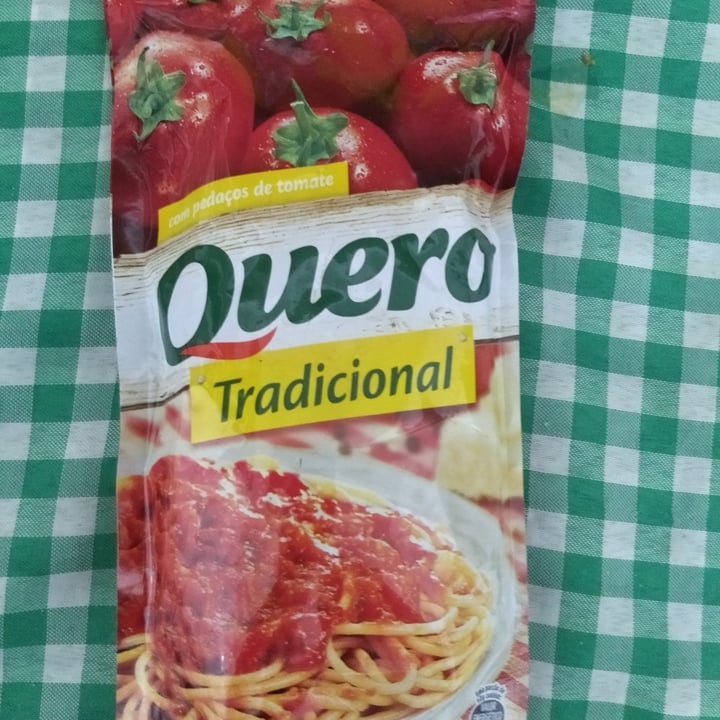 com pedaços de tomate
Quero
Tradicional